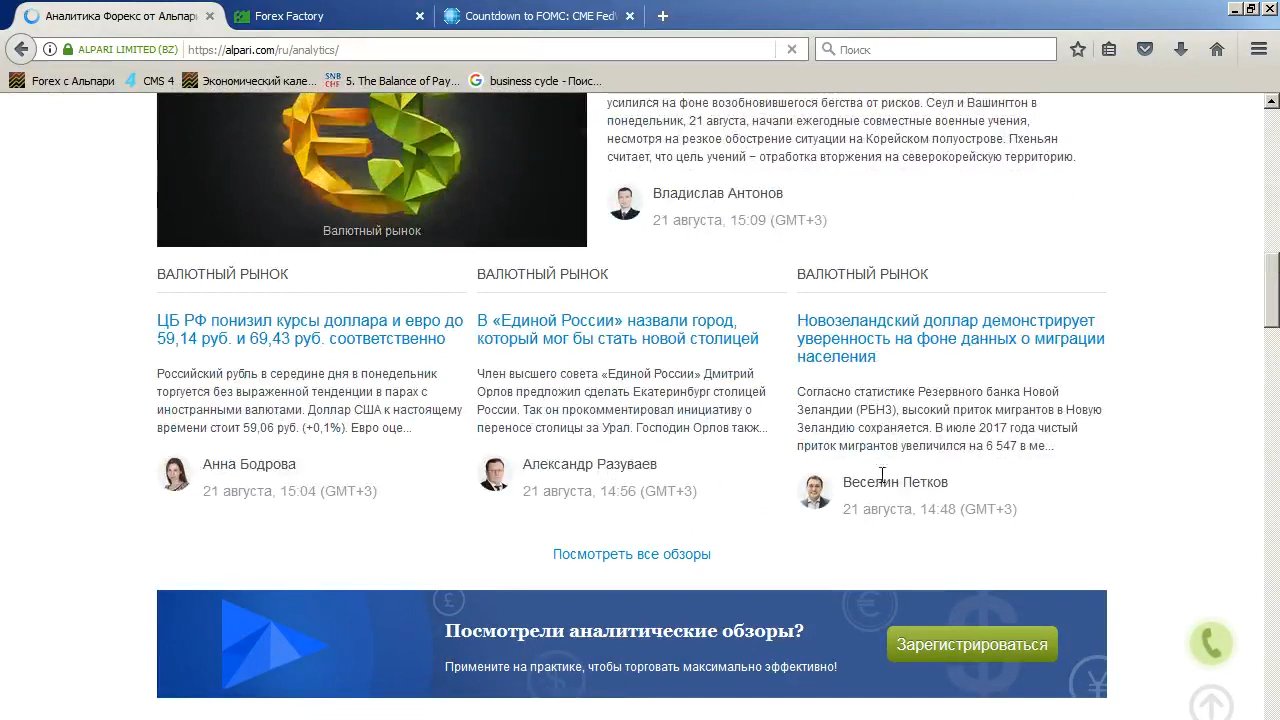 Аналитика Форекс от Альпар
Forex Factory
Countdown to FOMC: CME Fed
ALPARI LIMITED (BZ)
https://alpari.com/ru/analytics/
Поиск
Forex с Альпари
CMS 4
Экономический кале...
SNB CHF
5. The Balance of Pay...
business cycle - Поис...
усилился на фоне возобновившегося бегства от рисков. Сеул и Вашингтон в
понедельник, 21 августа, начали ежегодные совместные военные учения,
несмотря на резкое обострение ситуации на Корейском полуострове. Пхеньян
считает, что цель учений – отработка вторжения на северокорейскую территорию.
Владислав Антонов
21 августа, 15:09 (GMT+3)
Валютный рынок
ВАЛЮТНЫЙ РЫНОК
ЦБ РФ понизил курсы доллара и евро до
59,14 руб. и 69,43 руб. соответственно
Российский рубль в середине дня в понедельник
торгуется без выраженной тенденции в парах с
иностранными валютами. Доллар США к настоящему
времени стоит 59,06 руб. (+0,1%). Евро оце...
Анна Бодрова
21 августа, 15:04 (GMT+3)
ВАЛЮТНЫЙ РЫНОК
В «Единой России» назвали город,
который мог бы стать новой столицей
Член высшего совета «Единой России» Дмитрий
Орлов предложил сделать Екатеринбург столицей
России. Так он прокомментировал инициативу о
переносе столицы за Урал. Господин Орлов такж...
Александр Разуваев
21 августа, 14:56 (GMT+3)
ВАЛЮТНЫЙ РЫНОК
Новозеландский доллар демонстрирует
уверенность на фоне данных о миграции
населения
Согласно статистике Резервного банка Новой
Зеландии (РБНЗ), высокий приток мигрантов в Новую
Зеландию сохраняется. В июле 2017 года чистый
приток мигрантов увеличился на 6 547 в ме...
Веселин Петков
21 августа, 14:48 (GMT+3)
Посмотреть все обзоры
Посмотрели аналитические обзоры?
Примените на практике, чтобы торговать максимально эффективно!
Зарегистрироваться